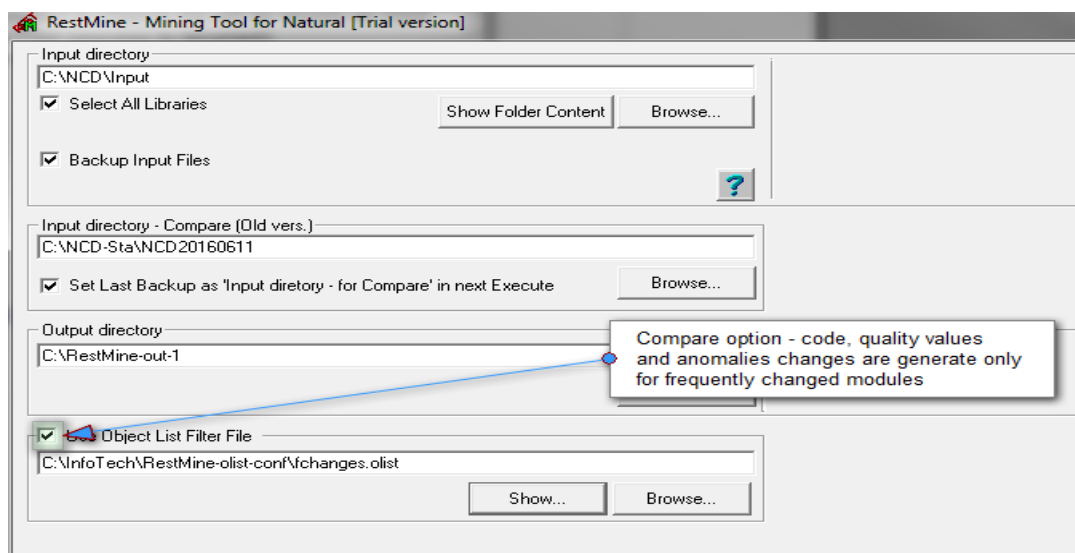 RestMine - Mining Tool for Natural [Trial version]
Input directory
C:\NCD\Input
Select All Libraries
Show Folder Content
Browse...
Backup Input Files
?
Input directory - Compare (Old vers.)
C:\NCD-Sta\NCD20160611
Set Last Backup as 'Input diretory - for Compare' in next Execute
Browse...
Output directory
C:\RestMine-out-1
Compare option - code, quality values
and anomalies changes are generate only
for frequently changed modules
Object List Filter File
C:\InfoTech\RestMine-olist-conf\fchanges.olist
Show...
Browse...